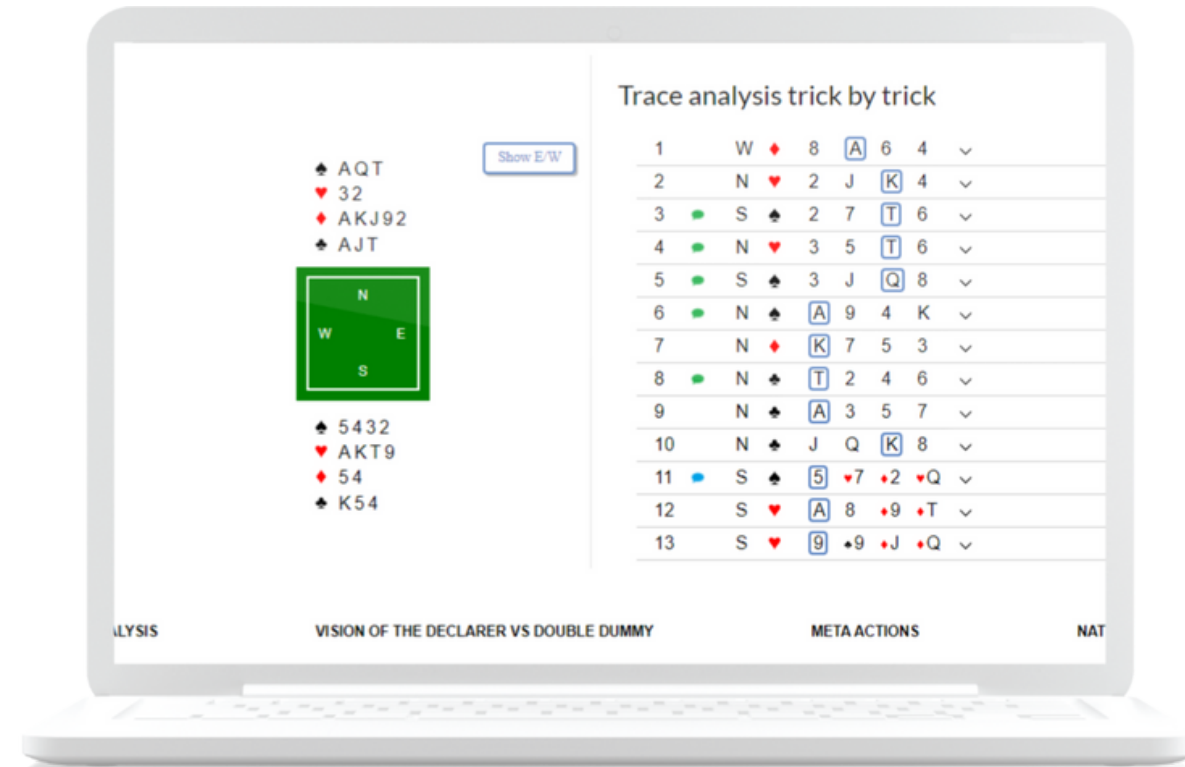 Trace analysis trick by trick
Show E/W
♠ AQT
♥ 32
♦ AKJ92
♣ AJT
N
W E
S
♠ 5432
♥ AKT9
♦ 54
♣ K54
1 W ♦ 8 A 6 4
2 N ♥ 2 J K 4
3 S ♠ 2 7 T 6
4 N ♥ 3 5 T 6
5 S ♠ 3 J Q 8
6 N ♠ A 9 4 K
7 N ♦ K 7 5 3
8 N ♣ T 2 4 6
9 N ♣ A 3 5 7
10 N ♣ J Q K 8
11 S ♠ 5 ♥7 ♦2 ♥Q
12 S ♥ A 8 ♦9 ♦T
13 S ♥ 9 ♠9 ♦J ♦Q
LYSIS VISION OF THE DECLARER VS DOUBLE DUMMY META ACTIONS NAT